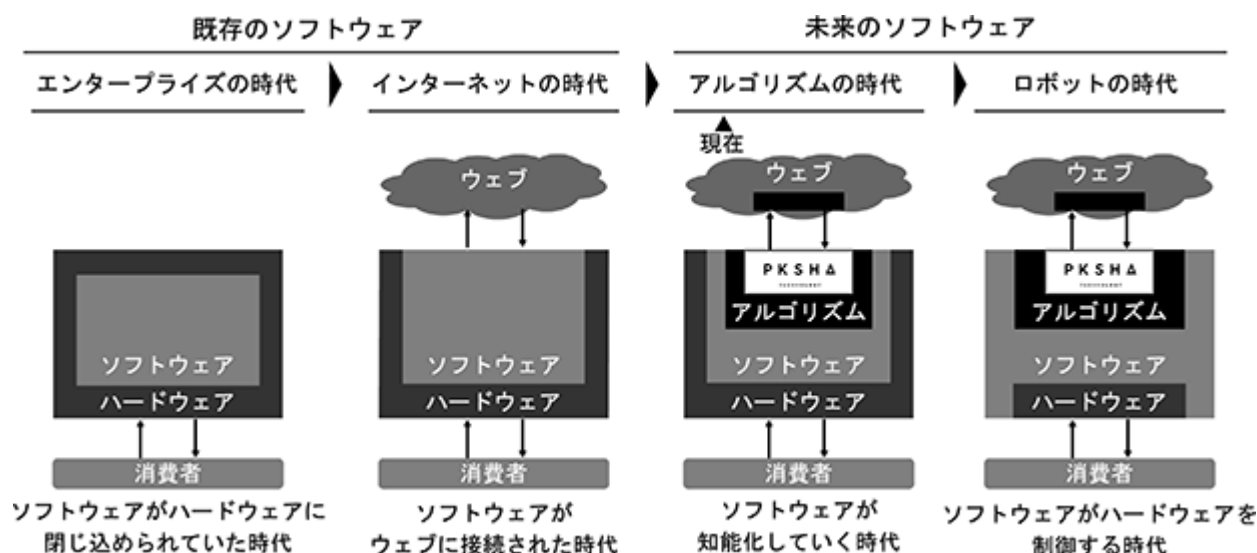 既存のソフトウェア
未来のソフトウェア
エンタープライズの時代
インターネットの時代
アルゴリズムの時代
ロボットの時代
現在
ソフトウェア
ハードウェア
消費者
ソフトウェアがハードウェアに
閉じ込められていた時代
ウェブ
ソフトウェア
ハードウェア
消費者
ソフトウェアが
ウェブに接続された時代
ウェブ
PKSHA
TECHNOLOGY
アルゴリズム
ソフトウェア
ハードウェア
消費者
ソフトウェアが
知能化していく時代
ウェブ
PKSHA
TECHNOLOGY
アルゴリズム
ソフトウェア
ハードウェア
消費者
ソフトウェアがハードウェアを
制御する時代